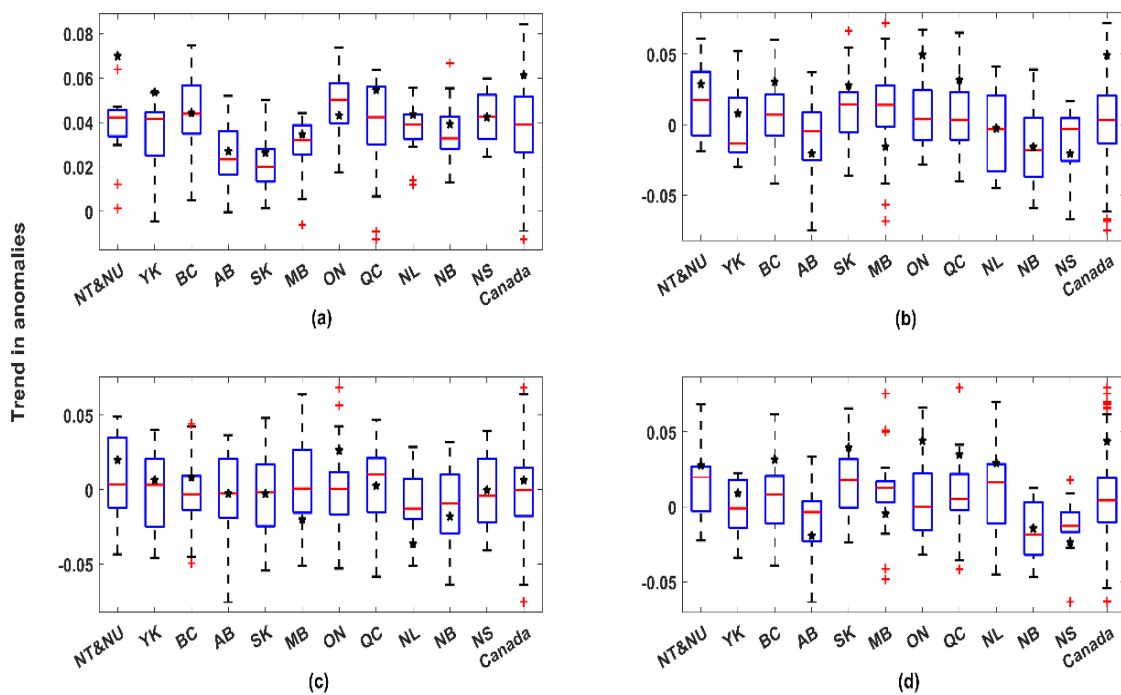 Trend in anomalies
0.08
0.06
0.04
0.02
0
NT&NU YK BC AB SK MB ON QC NL NB NS Canada
(a)
0.05
0
-0.05
NT&NU YK BC AB SK MB ON QC NL NB NS Canada
(b)
0.05
0
-0.05
NT&NU YK BC AB SK MB ON QC NL NB NS Canada
(c)
0.05
0
-0.05
NT&NU YK BC AB SK MB ON QC NL NB NS Canada
(d)